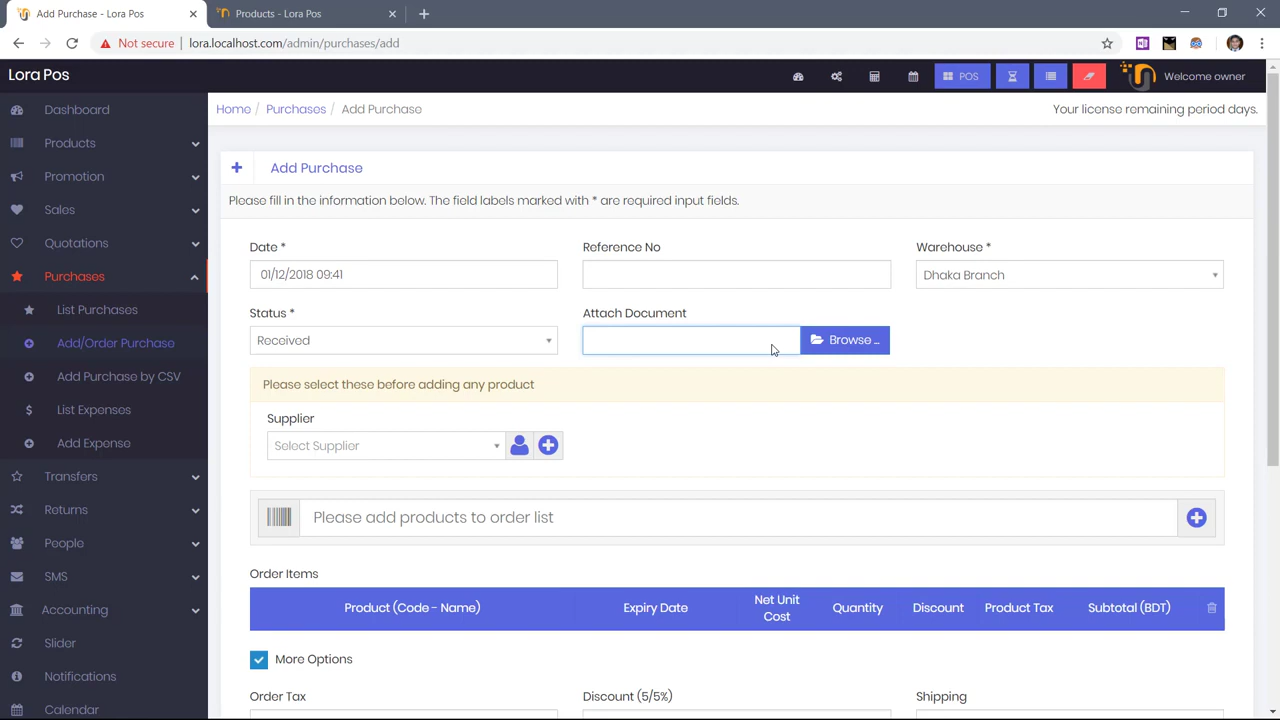 Add Purchase - Lora Pos
Products - Lora Pos
Not secure
lora.localhost.com/admin/purchases/add
Lora Pos
POS
Welcome owner
Dashboard
Products
Promotion
Sales
Quotations
Purchases
List Purchases
Add/Order Purchase
Add Purchase by CSV
List Expenses
Add Expense
Transfers
Returns
People
SMS
Accounting
Slider
Notifications
Calendar
Home / Purchases / Add Purchase
Your license remaining period days.
Add Purchase
Please fill in the information below. The field labels marked with * are required input fields.
Date *
Reference No
Warehouse *
01/12/2018 09:41
Dhaka Branch
Status *
Attach Document
Received
Browse ...
Please select these before adding any product
Supplier
Select Supplier
Please add products to order list
Order Items
Product (Code - Name)
Expiry Date
Net Unit
Cost
Quantity
Discount
Product Tax
Subtotal (BDT)
More Options
Order Tax
Discount (5/5%)
Shipping